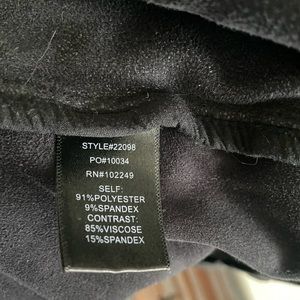 STYLE#22098
PO#10034
RN#102249
SELF:
91%POLYESTER
9%SPANDEX
CONTRAST:
85%VISCOSE
15%SPANDEX